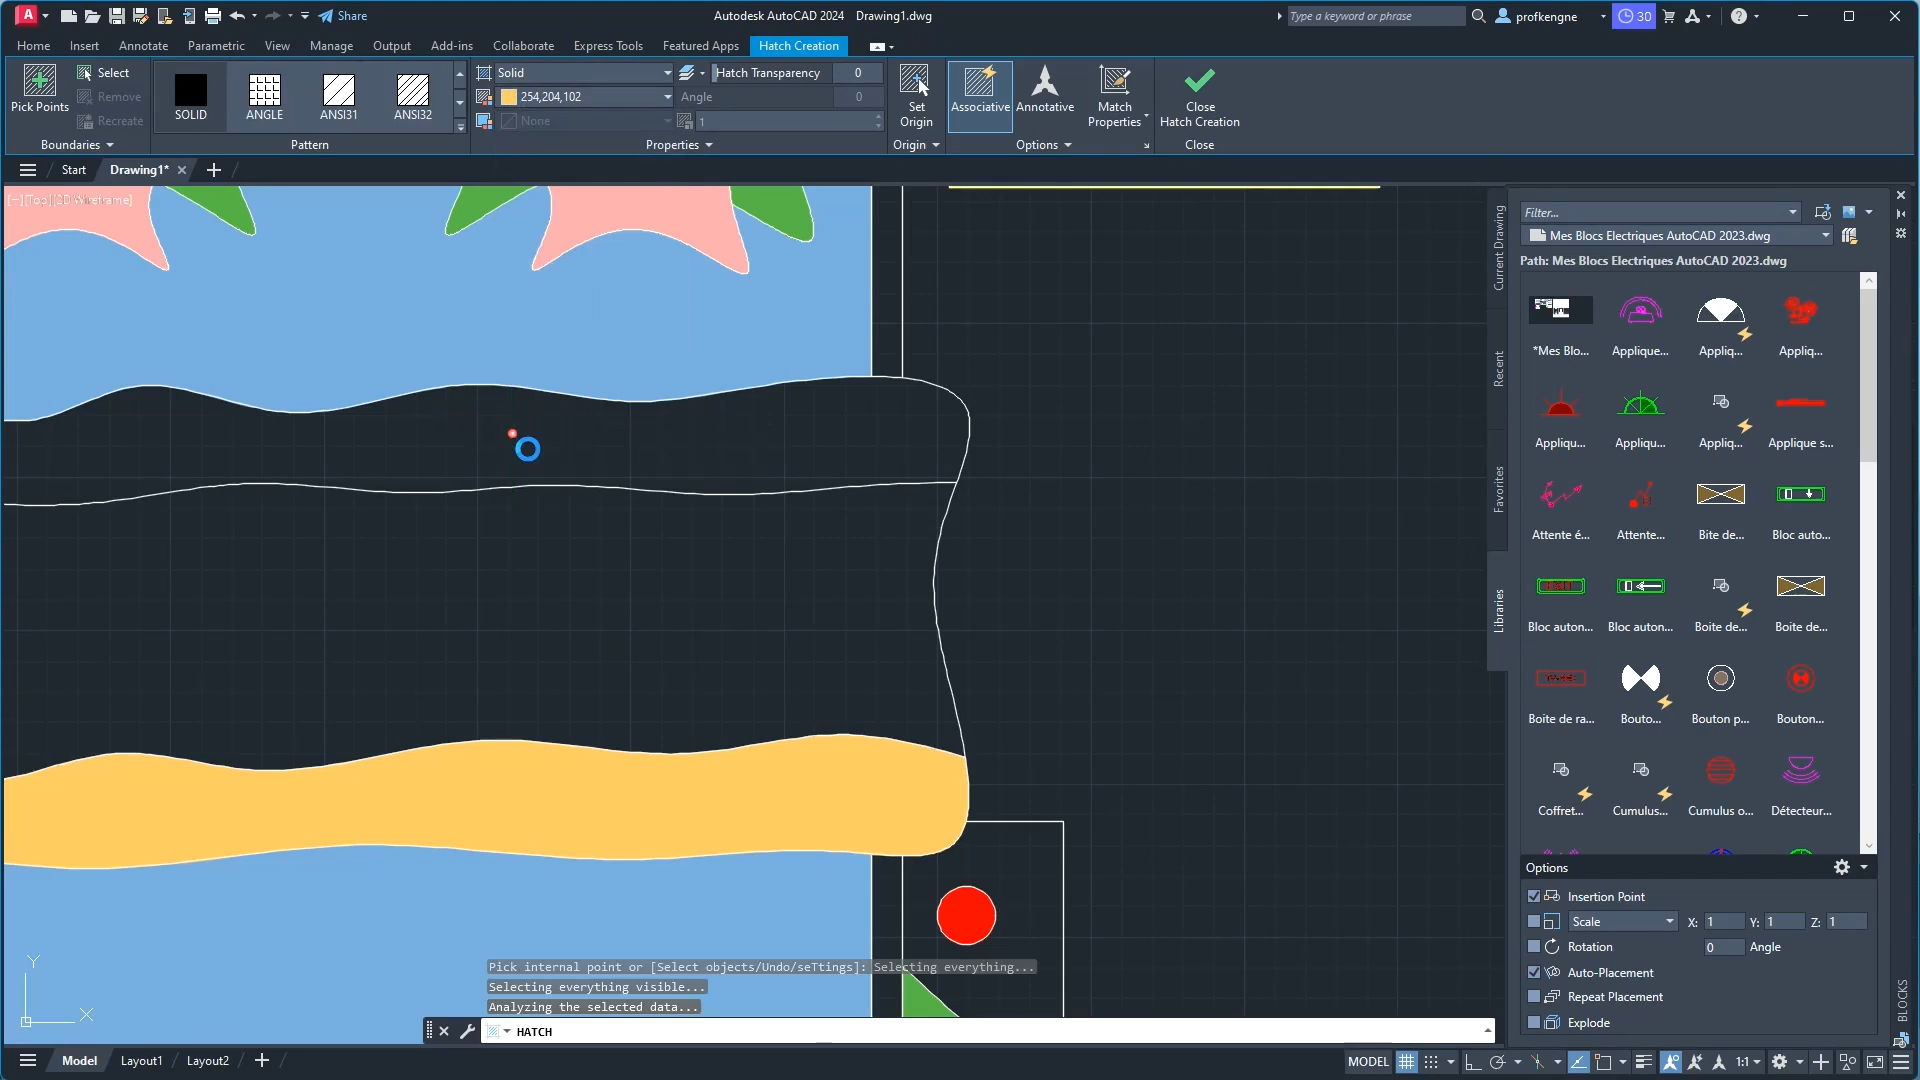 Share
Autodesk AutoCAD 2024 Drawing1.dwg
Type a keyword or phrase
profkengne
30
Home Insert Annotate Parametric View Manage Output Add-ins Collaborate Express Tools Featured Apps Hatch Creation
Pick Points
Select
Remove
Recreate
Boundaries
SOLID ANGLE ANSI31 ANSI32
Pattern
Solid
254,204,102
None
Hatch Transparency 0
Angle 0
1
Properties
Set
Origin
Origin
Associative
Annotative
Match
Properties
Options
Close
Hatch Creation
Close
Start Drawing1*
[−][Top][2D Wireframe]
Current Drawing
Recent
Favorites
Libraries
Filter...
Mes Blocs Electriques AutoCAD 2023.dwg
Path: Mes Blocs Electriques AutoCAD 2023.dwg
*Mes Blo... Applique... Appliq... Appliq...
Appliqu... Appliqu... Appliq... Applique s...
Attente é... Attente... Bite de... Bloc auto...
Bloc auton... Bloc auton... Boite de... Boite de...
Boite de ra... Bouto... Bouton p... Bouton...
Coffret... Cumulus... Cumulus o... Détecteur...
Options
Insertion Point
Scale X: 1 Y: 1 Z: 1
Rotation 0 Angle
Auto-Placement
Repeat Placement
Explode
BLOCKS
Y
X
Pick internal point or [Select objects/Undo/seTtings]: Selecting everything...
Selecting everything visible...
Analyzing the selected data...
HATCH
Model Layout1 Layout2
MODEL
1:1